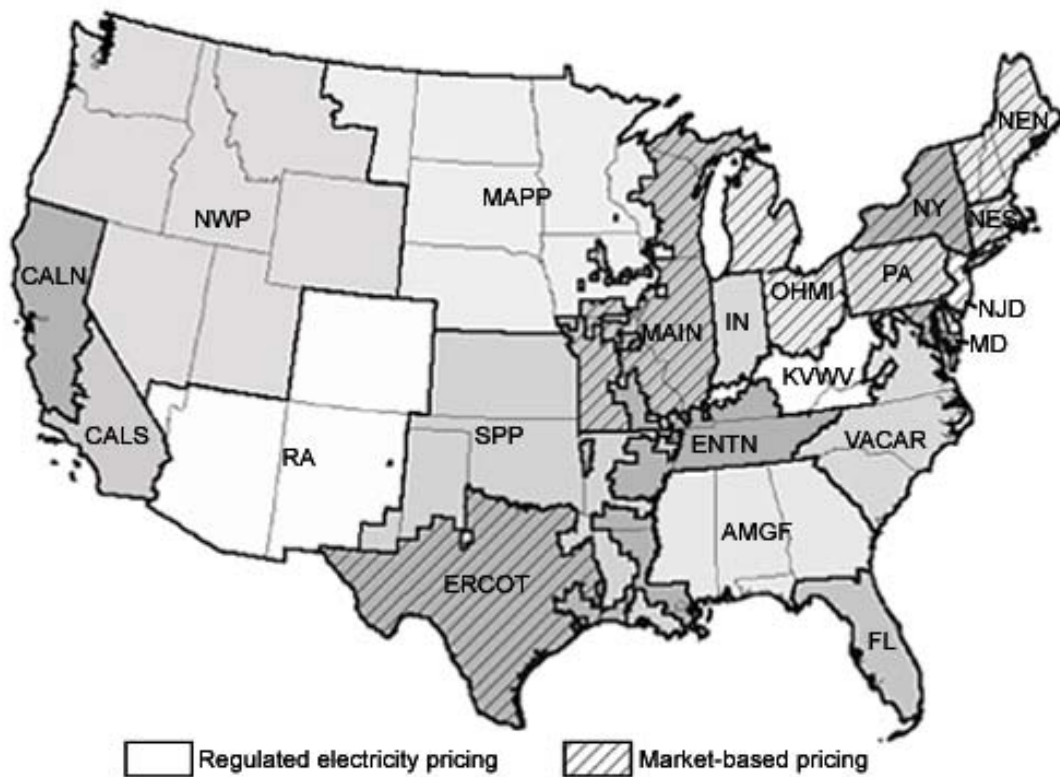 NEN
MAPP
NY
NWP
NES
CALN
PA
OHMI
MAIN
IN
NJD
MD
KVWV
CALS
RA
SPP
ENTN
VACAR
AMGF
ERCOT
FL
Regulated electricity pricing
Market-based pricing